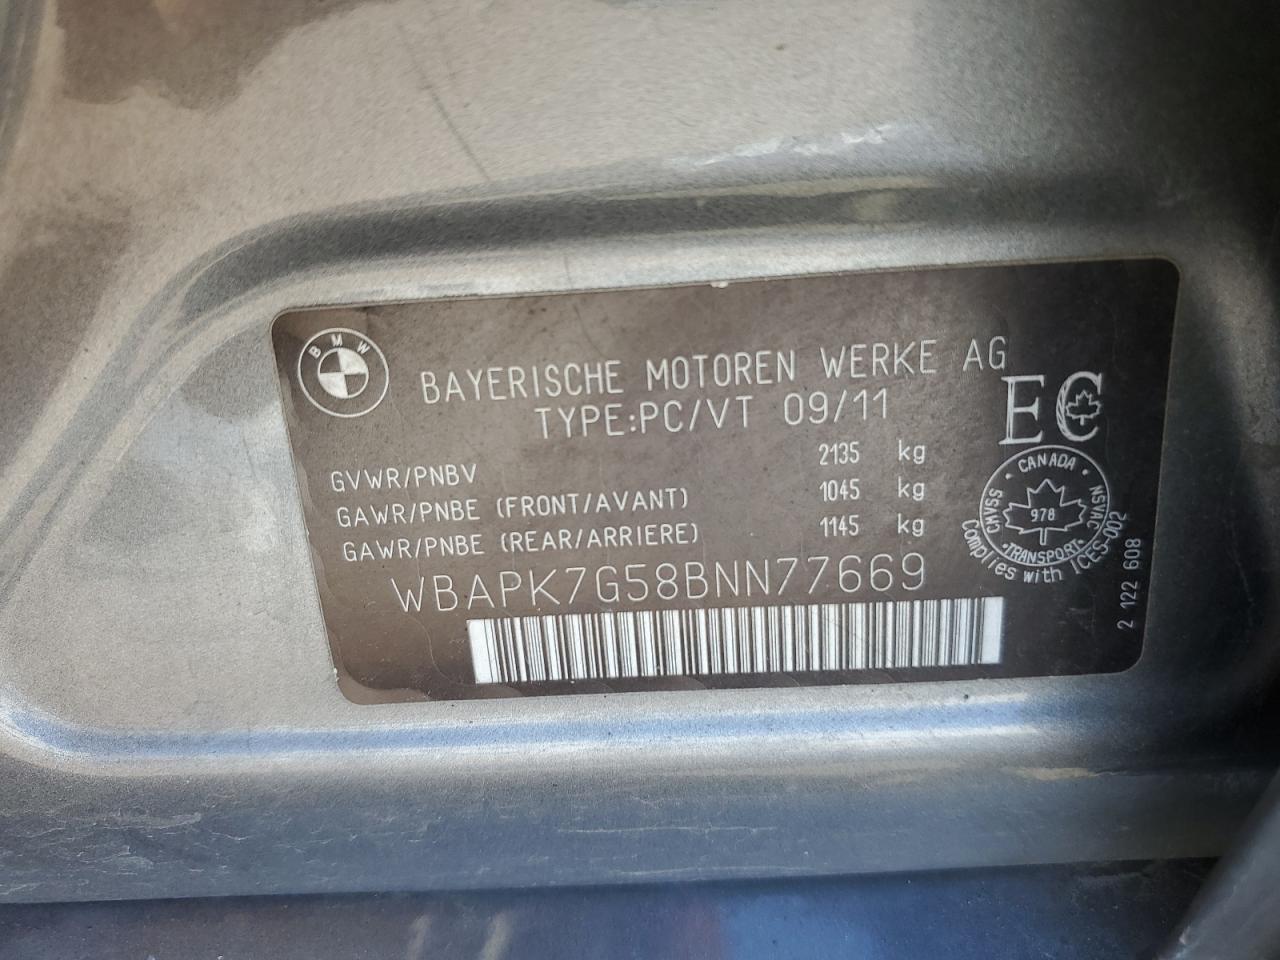 BMW
BAYERISCHE MOTOREN WERKE AG
TYPE:PC/VT 09/11
EC
GVWR/PNBV 2135 kg
GAWR/PNBE (FRONT/AVANT) 1045 kg
GAWR/PNBE (REAR/ARRIERE) 1145 kg
WBAPK7G58BNN77669
CANADA
CMVSS NSVAC
978
TRANSPORT
Complies with ICES-002
2 122 608